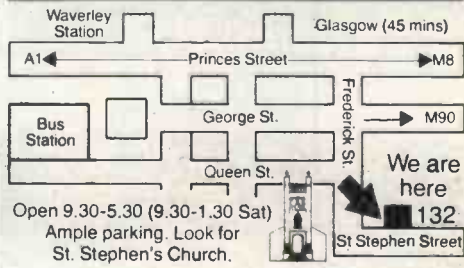 Waverley
Station
Glasgow (45 mins)
A1
Princes Street
M8
Frederick St.
George St.
M90
Bus
Station
Queen St.
We are
here
132
Open 9.30-5.30 (9.30-1.30 Sat)
Ample parking. Look for
St. Stephen's Church.
St Stephen Street